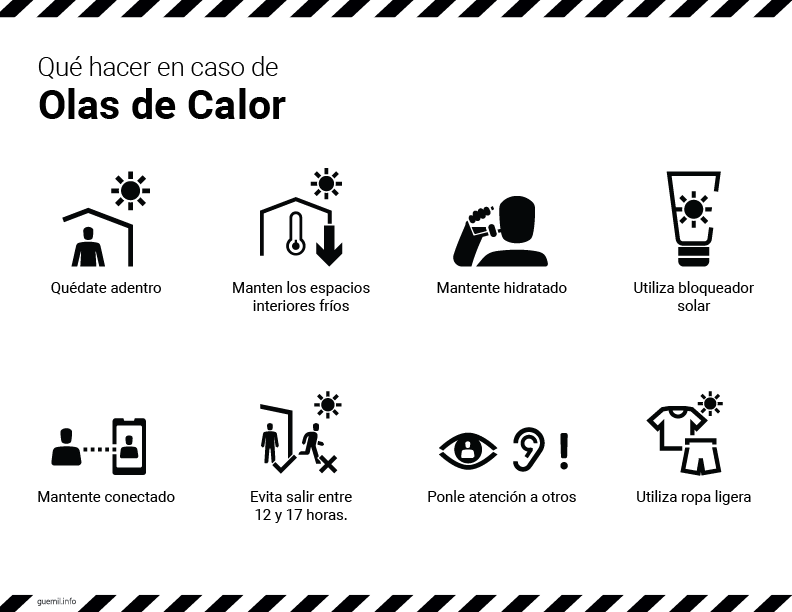 Qué hacer en caso de
Olas de Calor
Quédate adentro
Manten los espacios
interiores fríos
Mantente hidratado
Utiliza bloqueador
solar
Mantente conectado
Evita salir entre
12 y 17 horas.
Ponle atención a otros
Utiliza ropa ligera
guemil.info